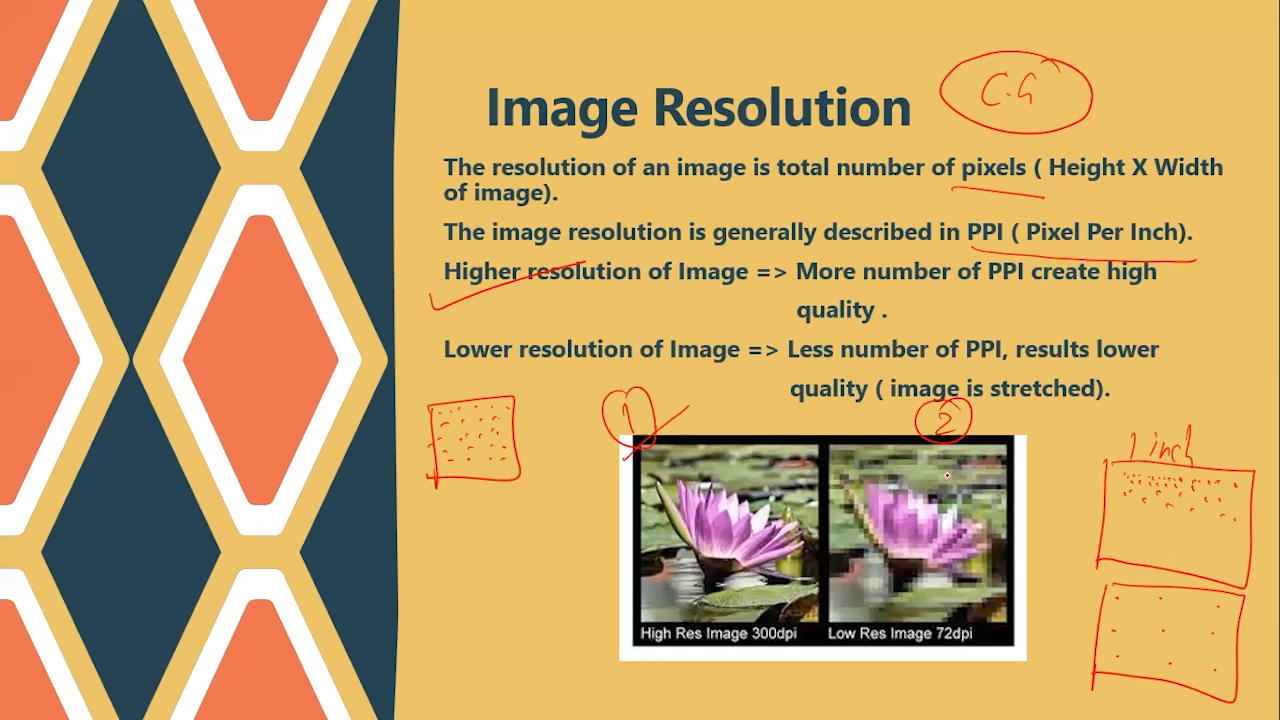 Image Resolution
C.G
The resolution of an image is total number of pixels ( Height X Width
of image).
The image resolution is generally described in PPI ( Pixel Per Inch).
Higher resolution of Image => More number of PPI create high
quality .
Lower resolution of Image => Less number of PPI, results lower
quality ( image is stretched).
1
2
1 inch
High Res Image 300dpi
Low Res Image 72dpi